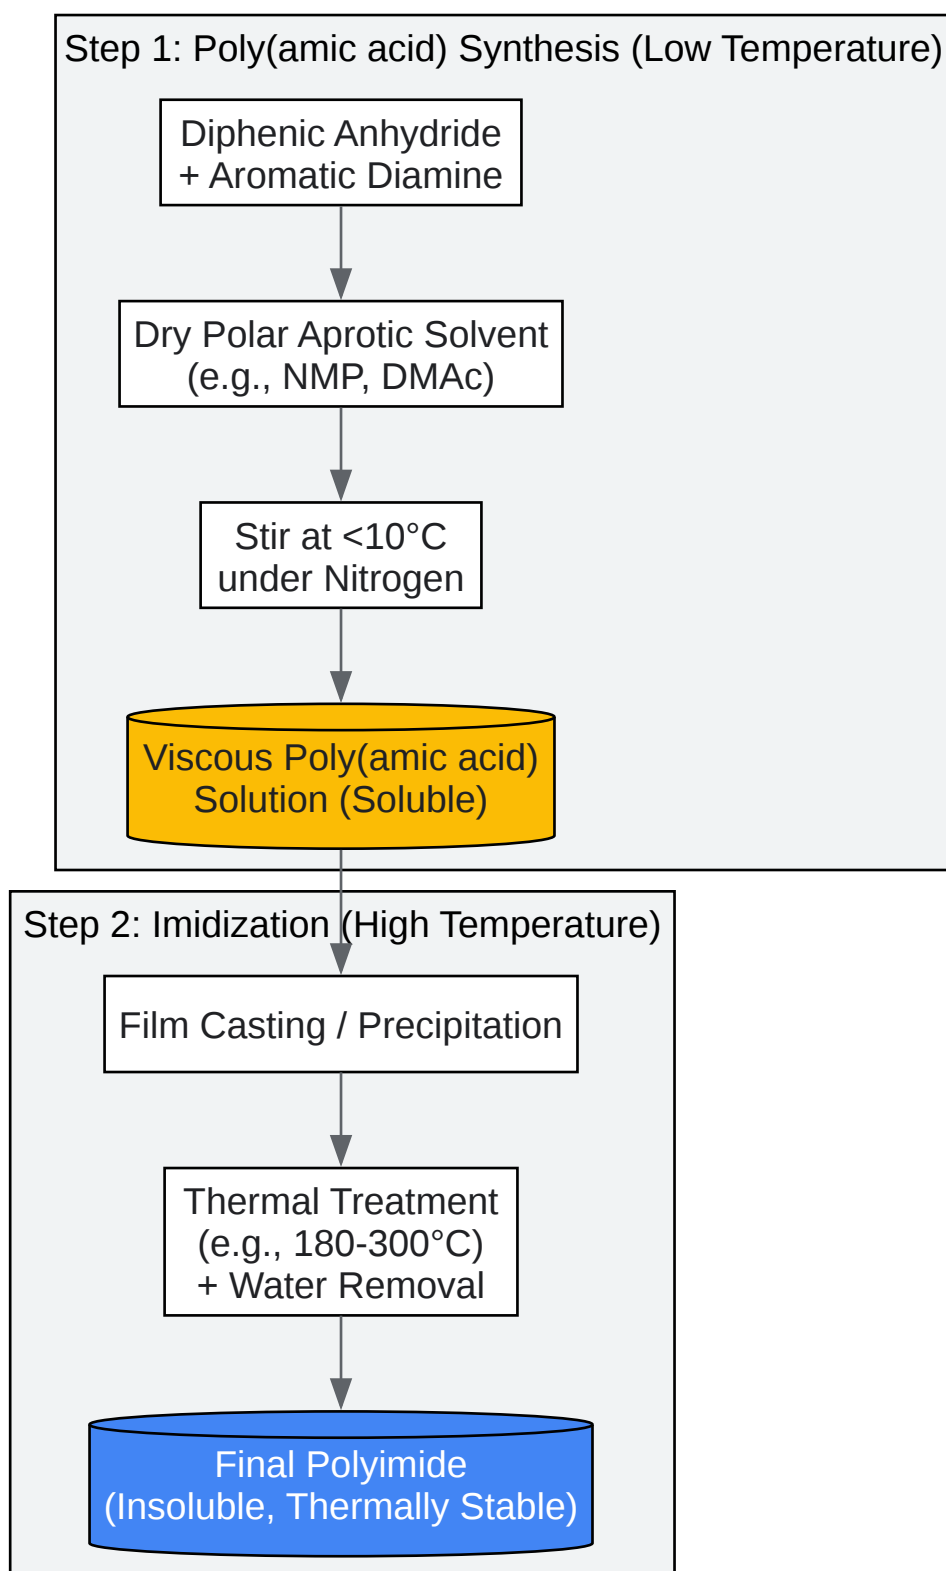 Step 1: Poly(amic acid) Synthesis (Low Temperature)
Diphenic Anhydride
+ Aromatic Diamine
Dry Polar Aprotic Solvent
(e.g., NMP, DMAc)
Stir at <10°C
under Nitrogen
Viscous Poly(amic acid)
Solution (Soluble)
Step 2: Imidization (High Temperature)
Film Casting / Precipitation
Thermal Treatment
(e.g., 180-300°C)
+ Water Removal
Final Polyimide
(Insoluble, Thermally Stable)